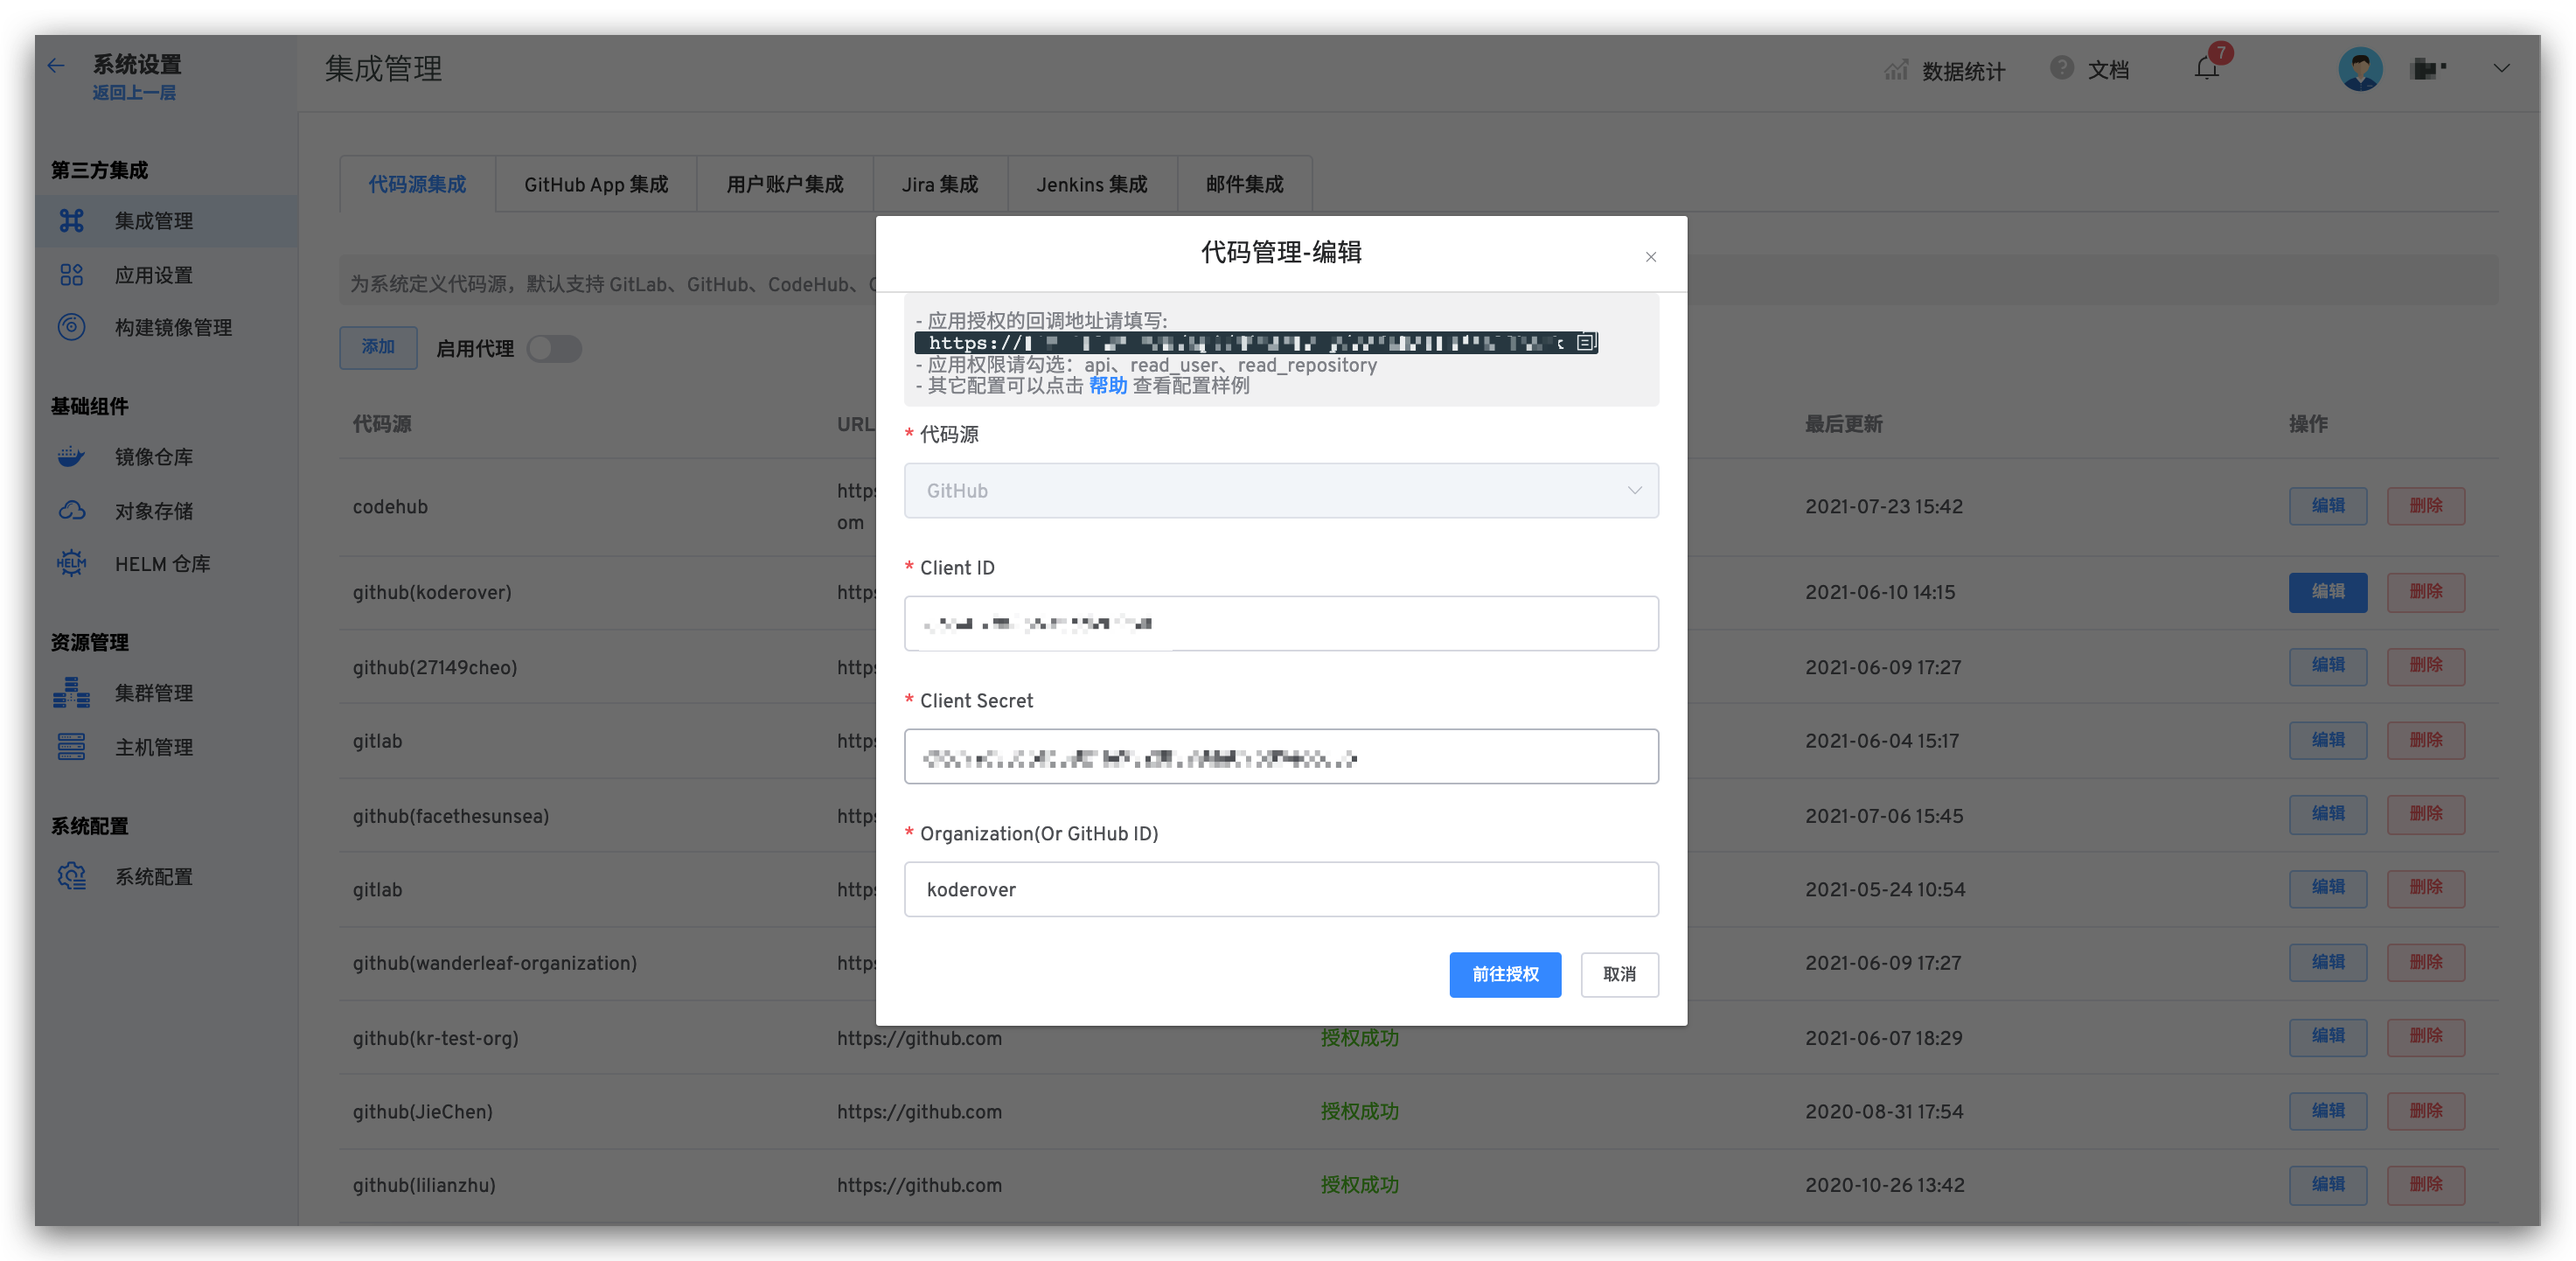 系统设置
返回上一层
集成管理
数据统计
文档
7
第三方集成
集成管理
应用设置
构建镜像管理
基础组件
镜像仓库
对象存储
HELM
HELM 仓库
资源管理
集群管理
主机管理
系统配置
系统配置
代码源集成
GitHub App 集成
用户账户集成
Jira 集成
Jenkins 集成
邮件集成
为系统定义代码源，默认支持 GitLab、GitHub、CodeHub、
添加
启用代理
代码源
URL
最后更新
操作
codehub
http
om
2021-07-23 15:42
编辑
删除
github(koderover)
http
2021-06-10 14:15
编辑
删除
github(27149cheo)
http
2021-06-09 17:27
编辑
删除
gitlab
http
2021-06-04 15:17
编辑
删除
github(facethesunsea)
http
2021-07-06 15:45
编辑
删除
gitlab
http
2021-05-24 10:54
编辑
删除
github(wanderleaf-organization)
http
2021-06-09 17:27
编辑
删除
github(kr-test-org)
https://github.com
授权成功
2021-06-07 18:29
编辑
删除
github(JieChen)
https://github.com
授权成功
2020-08-31 17:54
编辑
删除
github(lilianzhu)
https://github.com
授权成功
2020-10-26 13:42
编辑
删除
代码管理-编辑
- 应用授权的回调地址请填写:
https://
- 应用权限请勾选：api、read_user、read_repository
- 其它配置可以点击 帮助 查看配置样例
* 代码源
GitHub
* Client ID
* Client Secret
* Organization(Or GitHub ID)
koderover
前往授权
取消